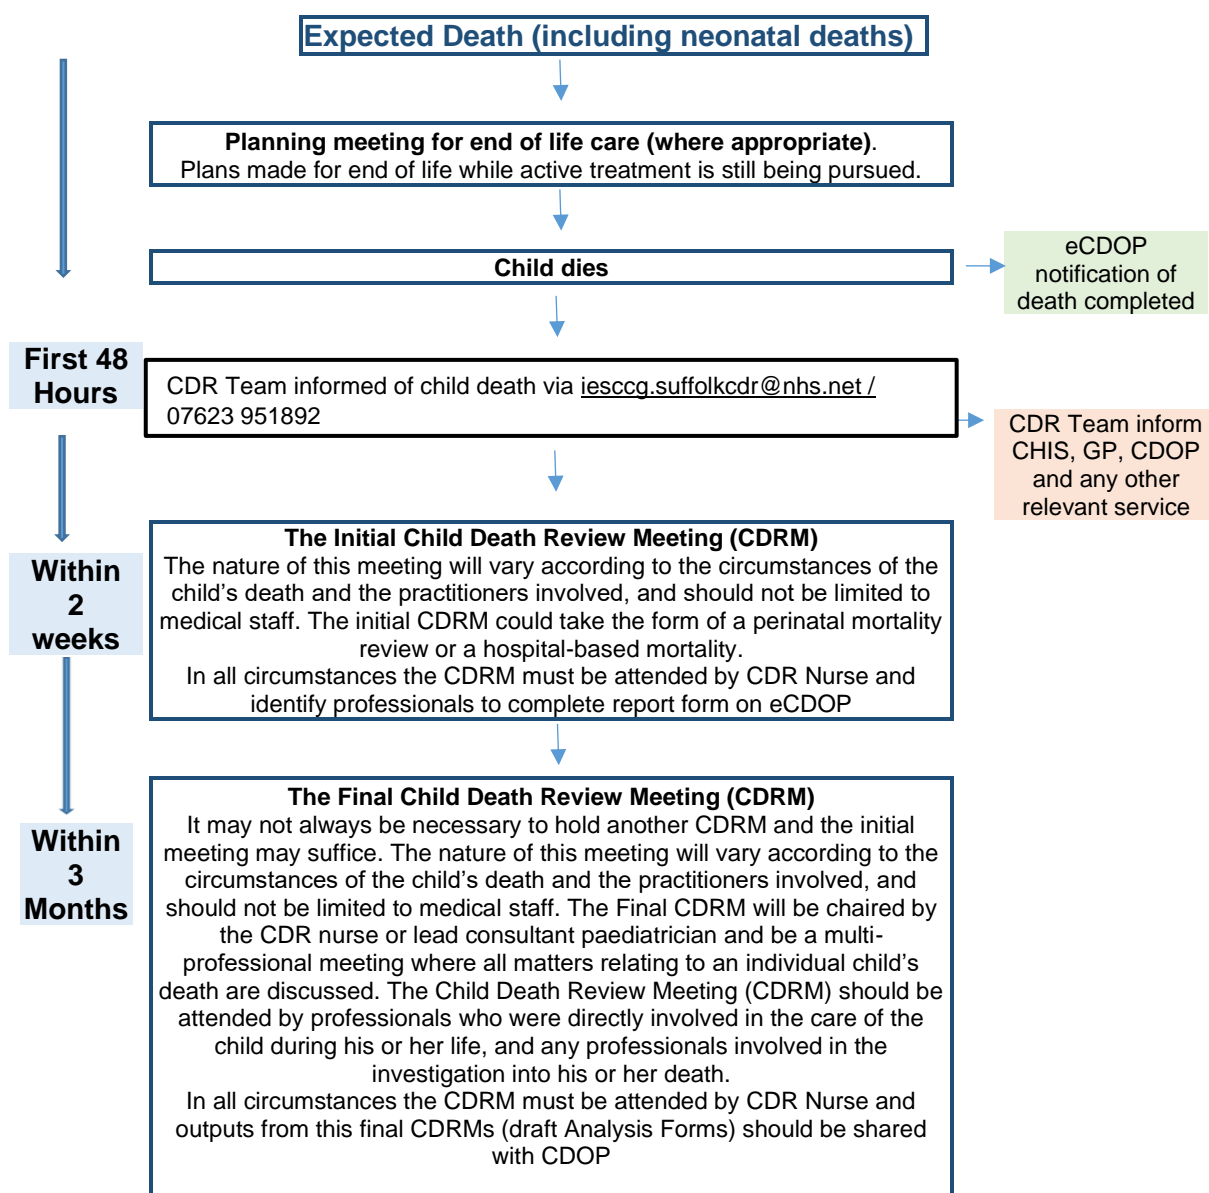 Expected Death (including neonatal deaths)
Planning meeting for end of life care (where appropriate).
Plans made for end of life while active treatment is still being pursued.
Child dies
eCDOP
notification of
death completed
First 48
Hours
CDR Team informed of child death via iesccg.suffolkcdr@nhs.net /
07623 951892
CDR Team inform
CHIS, GP, CDOP
and any other
relevant service
Within
2
weeks
The Initial Child Death Review Meeting (CDRM)
The nature of this meeting will vary according to the circumstances of the
child’s death and the practitioners involved, and should not be limited to
medical staff. The initial CDRM could take the form of a perinatal mortality
review or a hospital-based mortality.
In all circumstances the CDRM must be attended by CDR Nurse and
identify professionals to complete report form on eCDOP
Within
3
Months
The Final Child Death Review Meeting (CDRM)
It may not always be necessary to hold another CDRM and the initial
meeting may suffice. The nature of this meeting will vary according to the
circumstances of the child’s death and the practitioners involved, and
should not be limited to medical staff. The Final CDRM will be chaired by
the CDR nurse or lead consultant paediatrician and be a multi-
professional meeting where all matters relating to an individual child’s
death are discussed. The Child Death Review Meeting (CDRM) should be
attended by professionals who were directly involved in the care of the
child during his or her life, and any professionals involved in the
investigation into his or her death.
In all circumstances the CDRM must be attended by CDR Nurse and
outputs from this final CDRMs (draft Analysis Forms) should be shared
with CDOP